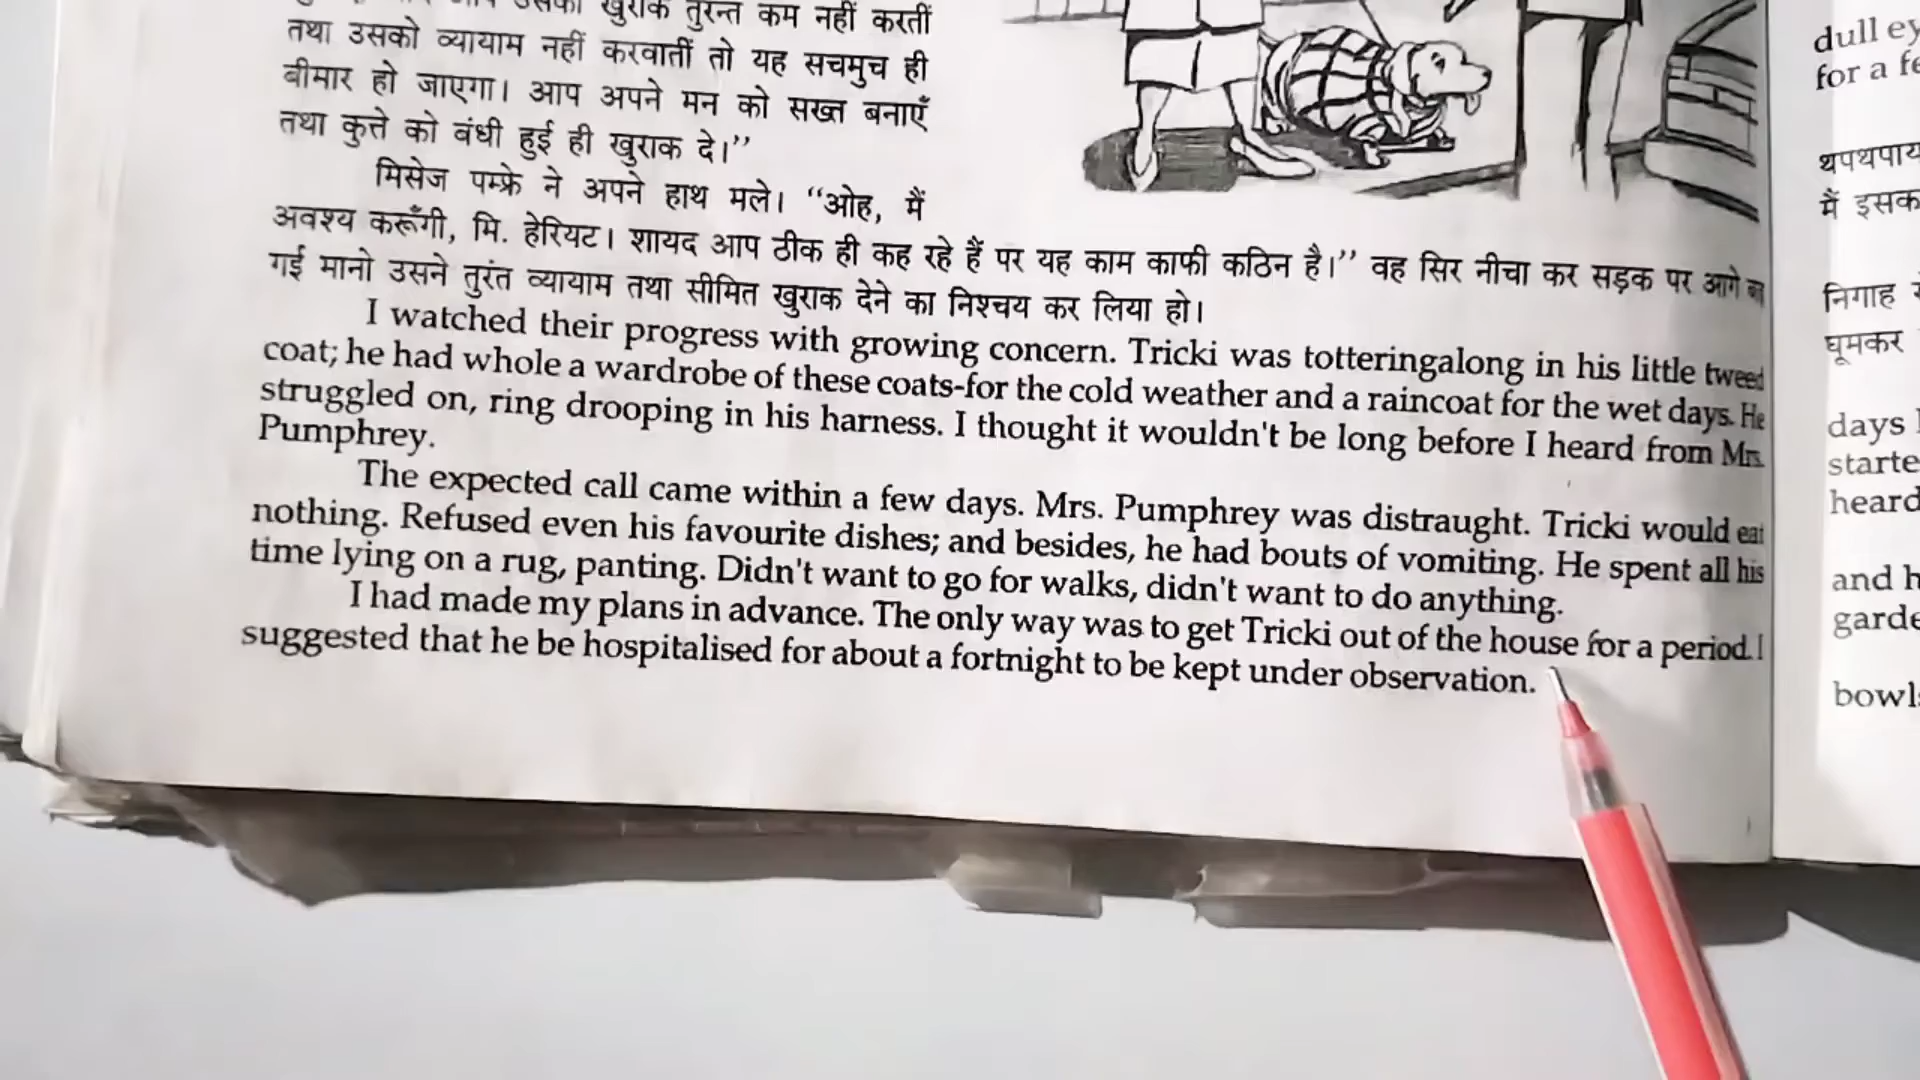 उसकी खुराक तुरन्त कम नहीं करतीं
तथा उसको व्यायाम नहीं करवातीं तो यह सचमुच ही
बीमार हो जाएगा। आप अपने मन को सख्त बनाएँ
तथा कुत्ते को बंधी हुई ही खुराक दे।”
मिसेज पम्फ्रे ने अपने हाथ मले। “ओह, मैं
अवश्य करूँगी, मि. हेरियट। शायद आप ठीक ही कह रहे हैं पर यह काम काफी कठिन है।” वह सिर नीचा कर सड़क पर आगे
गई मानो उसने तुरंत व्यायाम तथा सीमित खुराक देने का निश्चय कर लिया हो।
I watched their progress with growing concern. Tricki was totteringalong in his little tweed
coat; he had whole a wardrobe of these coats-for the cold weather and a raincoat for the wet days. He
struggled on, ring drooping in his harness. I thought it wouldn't be long before I heard from Mrs.
Pumphrey.
The expected call came within a few days. Mrs. Pumphrey was distraught. Tricki would eat
nothing. Refused even his favourite dishes; and besides, he had bouts of vomiting. He spent all his
time lying on a rug, panting. Didn't want to go for walks, didn't want to do anything.
I had made my plans in advance. The only way was to get Tricki out of the house for a period. I
suggested that he be hospitalised for about a fortnight to be kept under observation.
dull
for a
थपथपाय
मैं
निगाह
घूमकर
days
and